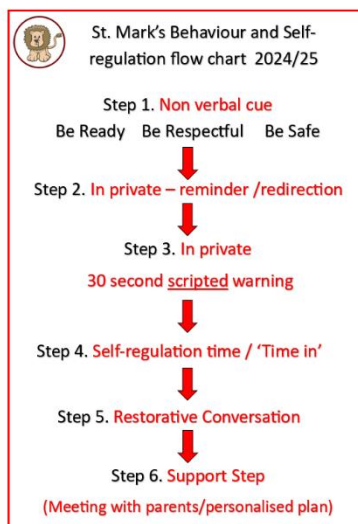 St. Mark's Behaviour and Self-
regulation flow chart 2024/25
Step 1. Non verbal cue
Be Ready Be Respectful Be Safe
Step 2. In private – reminder /redirection
Step 3. In private
30 second scripted warning
Step 4. Self-regulation time / 'Time in'
Step 5. Restorative Conversation
Step 6. Support Step
(Meeting with parents/personalised plan)